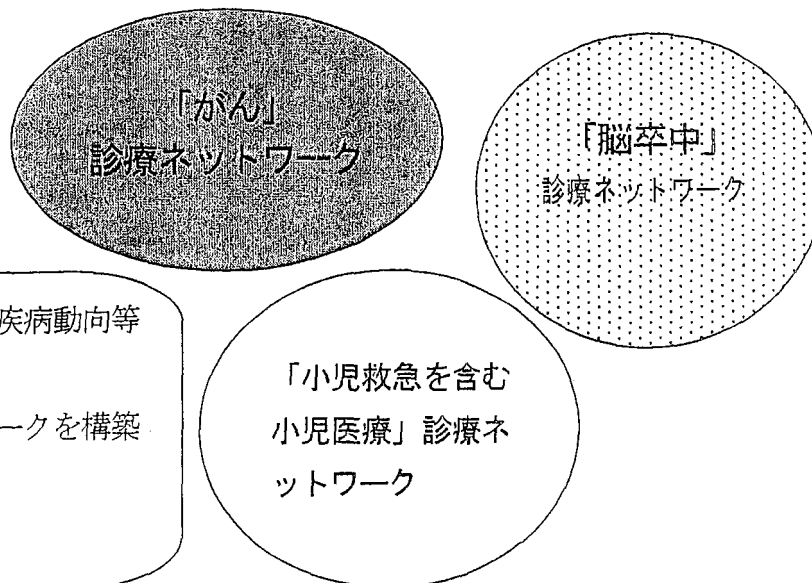 「がん」
診療ネットワーク
「脳卒中」
診療ネットワーク
疾病動向等
ークを構築
「小児救急を含む
小児医療」診療ネ
ットワーク